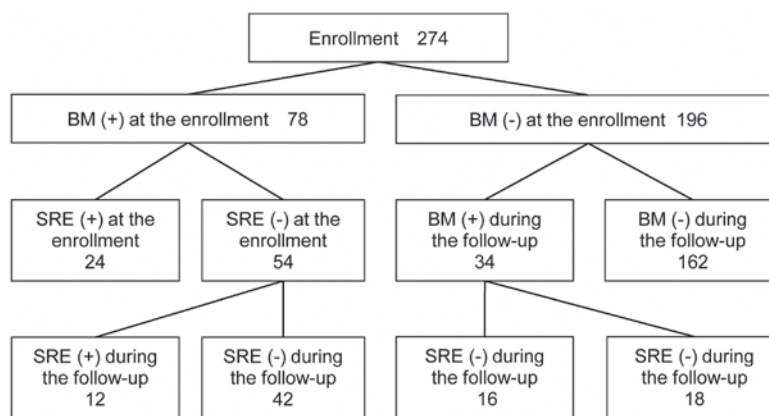 Enrollment 274
BM (+) at the enrollment 78
BM (-) at the enrollment 196
SRE (+) at the
enrollment
24
SRE (-) at the
enrollment
54
BM (+) during
the follow-up
34
BM (-) during
the follow-up
162
SRE (+) during
the follow-up
12
SRE (-) during
the follow-up
42
SRE (-) during
the follow-up
16
SRE (-) during
the follow-up
18